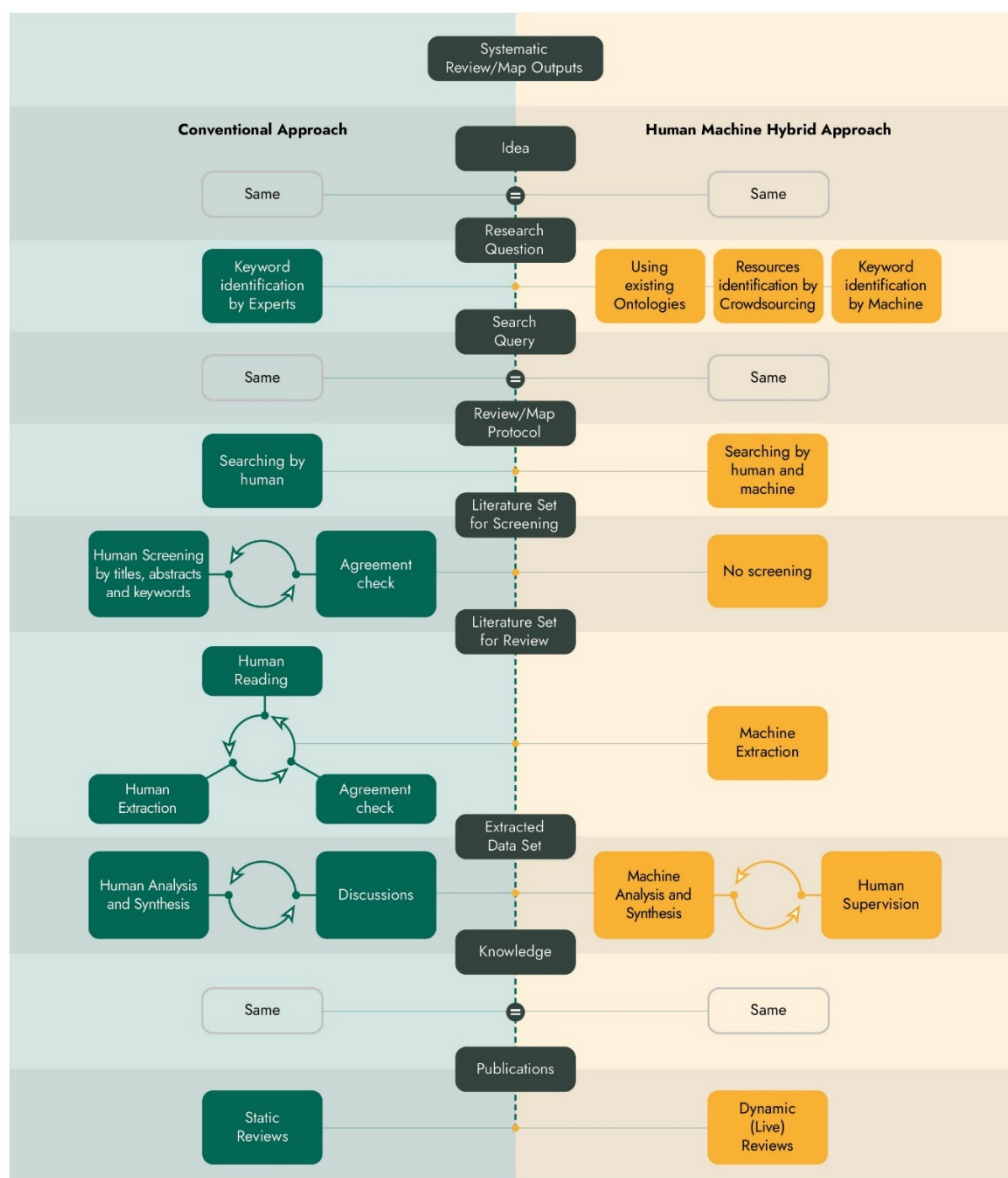 Systematic
Review/Map Outputs
Conventional Approach
Human Machine Hybrid Approach
Idea
Same
Same
Research
Question
Keyword
identification
by Experts
Using
existing
Ontologies
Resources
identification by
Crowdsourcing
Keyword
identification
by Machine
Search
Query
Same
Same
Review/Map
Protocol
Searching by
human
Searching by
human and
machine
Literature Set
for Screening
Human Screening
by titles, abstracts
and keywords
Agreement
check
No screening
Literature Set
for Review
Human
Reading
Human
Extraction
Agreement
check
Machine
Extraction
Extracted
Data Set
Human Analysis
and Synthesis
Discussions
Machine
Analysis and
Synthesis
Human
Supervision
Knowledge
Same
Same
Publications
Static
Reviews
Dynamic
(Live)
Reviews